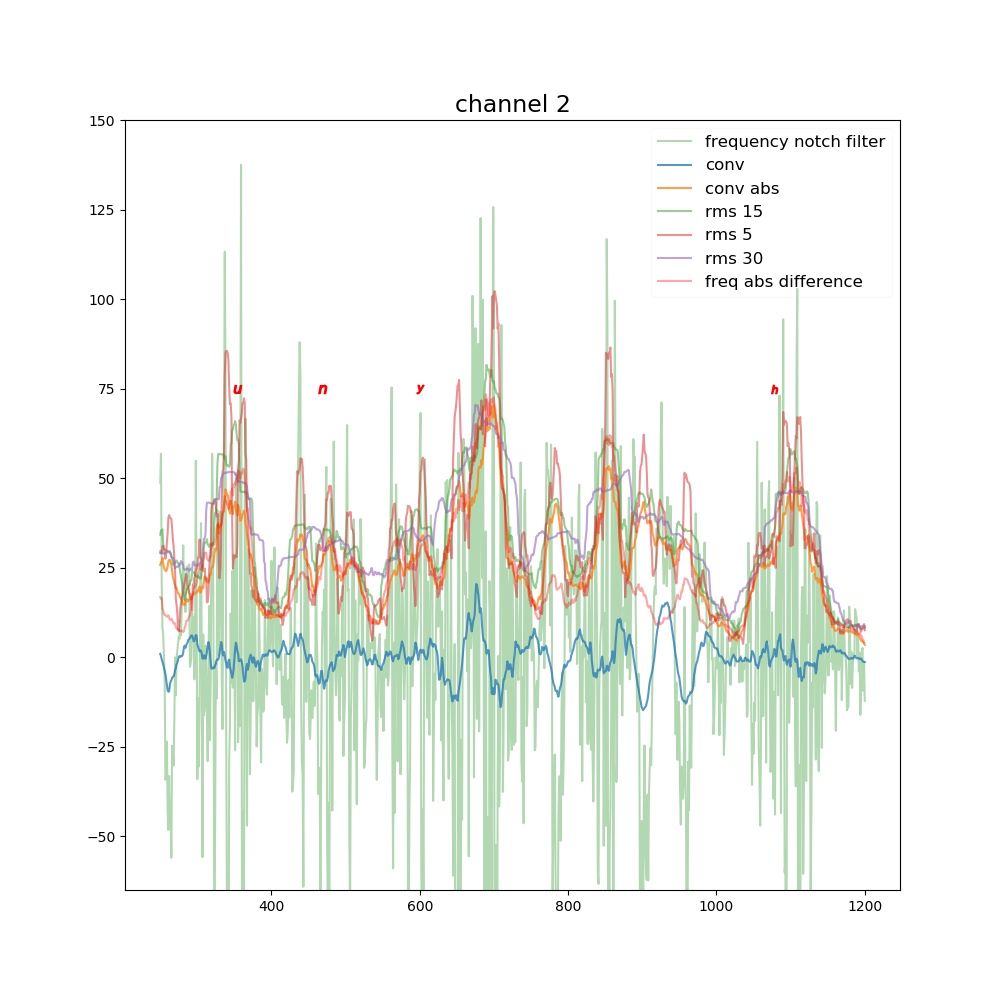 channel 2
150
frequency notch filter
conv
conv abs
rms 15
rms 5
rms 30
freq abs difference
125
100
75
u n y h
50
25
0
−25
−50
400 600 800 1000 1200